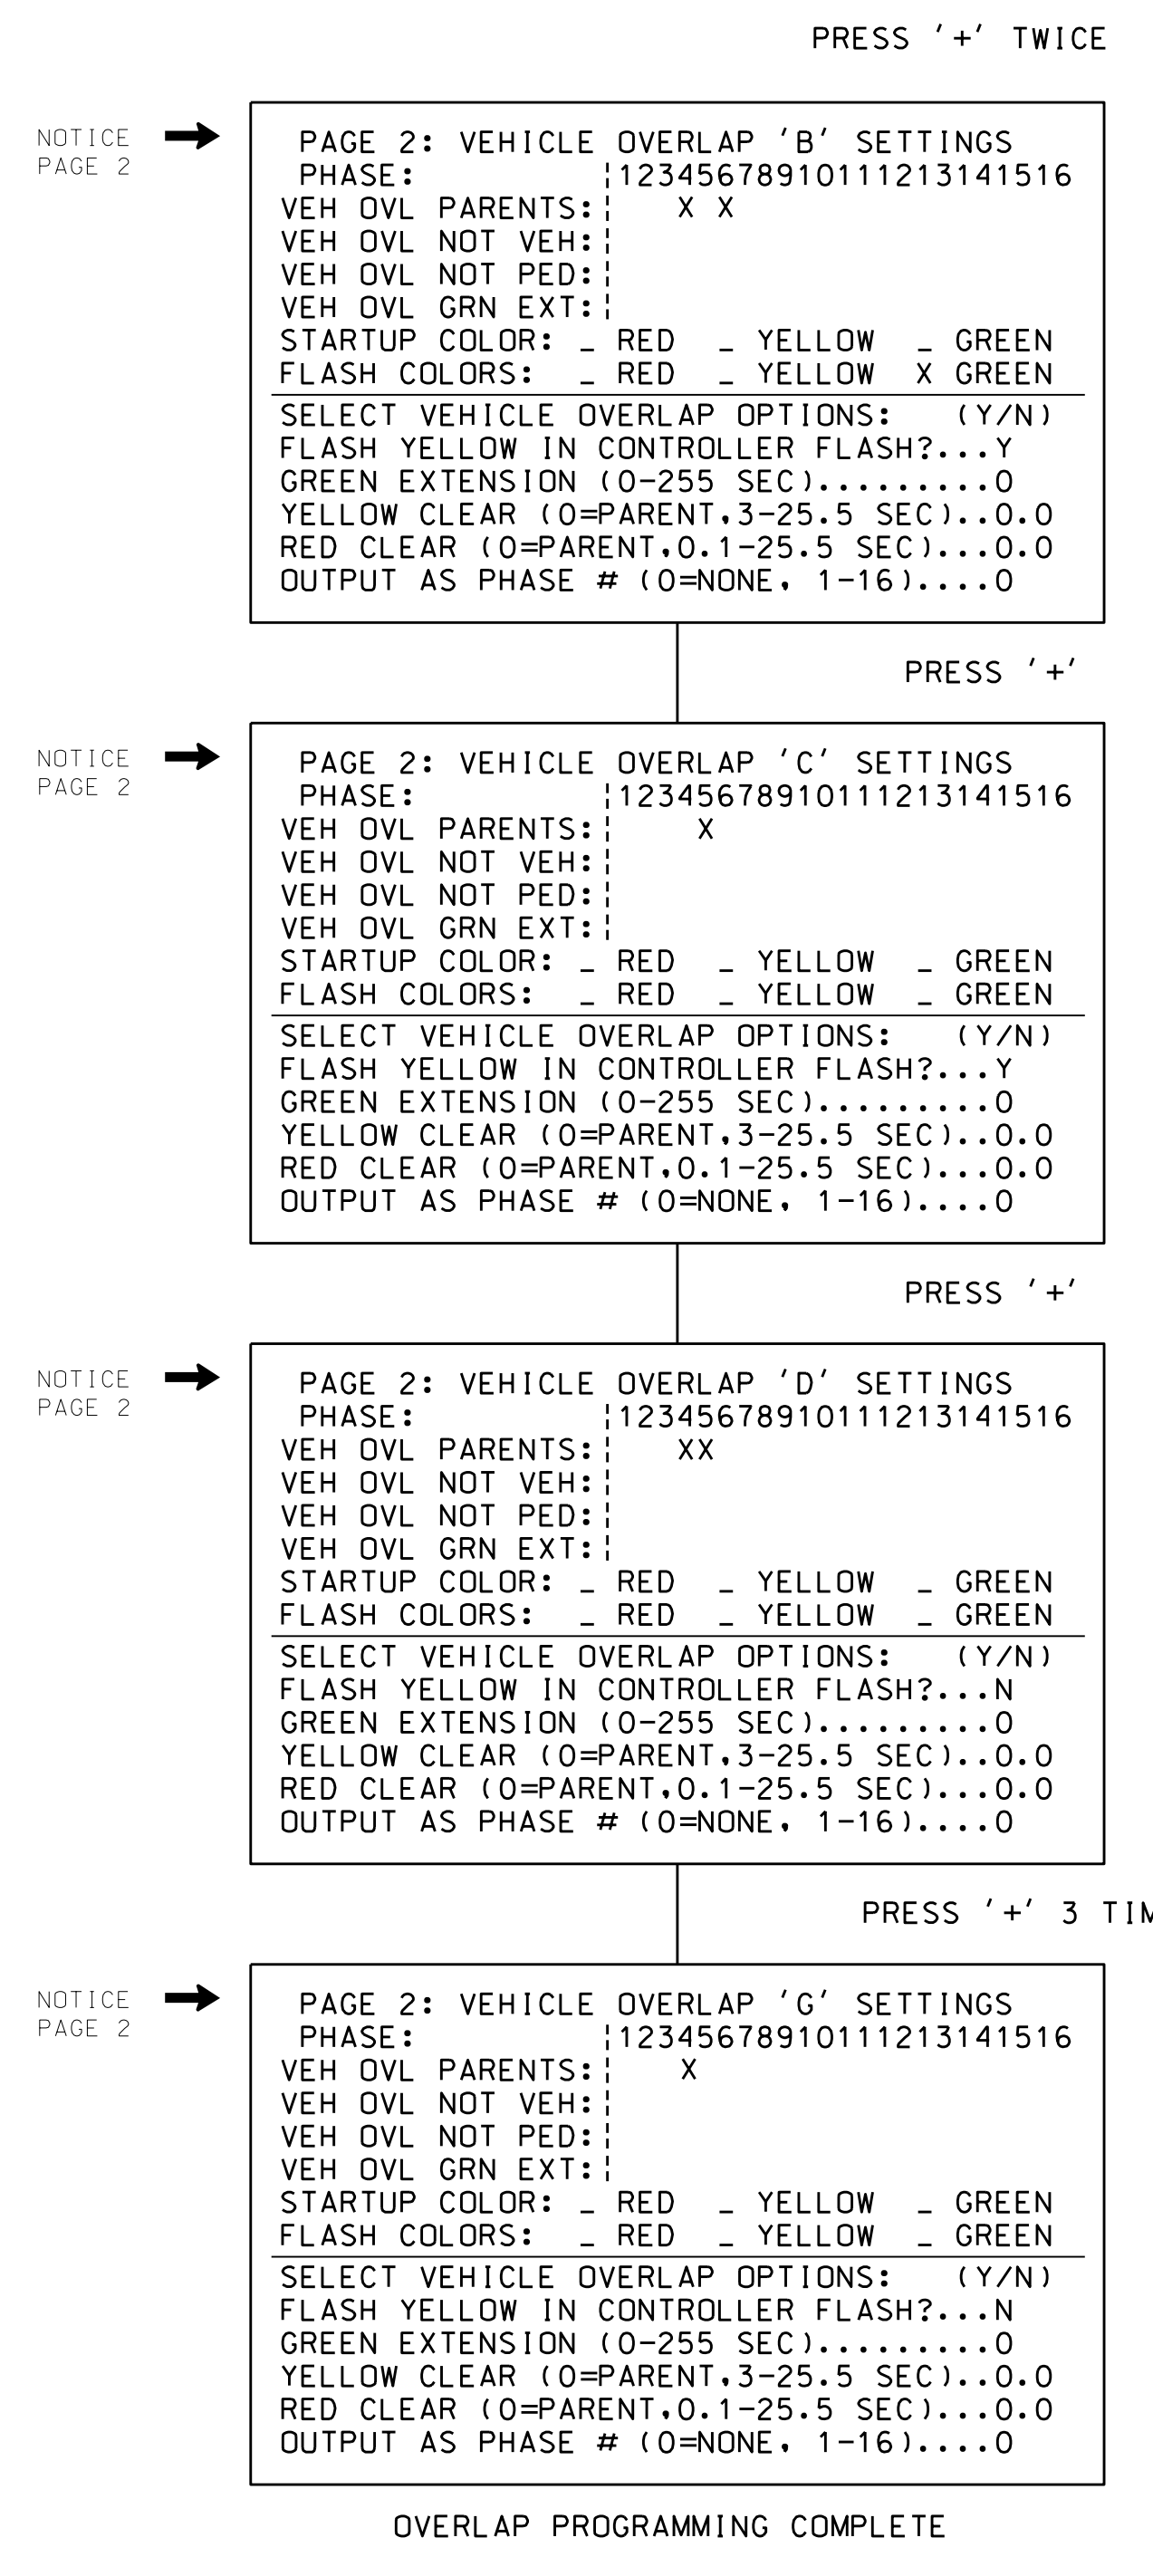 PRESS '+' TWICE
NOTICE
PAGE 2
PAGE 2: VEHICLE OVERLAP 'B' SETTINGS
PHASE: ¦12345678910111213141516
VEH OVL PARENTS:¦ X X
VEH OVL NOT VEH:¦
VEH OVL NOT PED:¦
VEH OVL GRN EXT:¦
STARTUP COLOR: _ RED _ YELLOW _ GREEN
FLASH COLORS: _ RED _ YELLOW X GREEN
SELECT VEHICLE OVERLAP OPTIONS: (Y/N)
FLASH YELLOW IN CONTROLLER FLASH?...Y
GREEN EXTENSION (0-255 SEC).........0
YELLOW CLEAR (0=PARENT,3-25.5 SEC)..0.0
RED CLEAR (0=PARENT,0.1-25.5 SEC)...0.0
OUTPUT AS PHASE # (0=NONE, 1-16)....0
PRESS '+'
NOTICE
PAGE 2
PAGE 2: VEHICLE OVERLAP 'C' SETTINGS
PHASE: ¦12345678910111213141516
VEH OVL PARENTS:¦ X
VEH OVL NOT VEH:¦
VEH OVL NOT PED:¦
VEH OVL GRN EXT:¦
STARTUP COLOR: _ RED _ YELLOW _ GREEN
FLASH COLORS: _ RED _ YELLOW _ GREEN
SELECT VEHICLE OVERLAP OPTIONS: (Y/N)
FLASH YELLOW IN CONTROLLER FLASH?...Y
GREEN EXTENSION (0-255 SEC).........0
YELLOW CLEAR (0=PARENT,3-25.5 SEC)..0.0
RED CLEAR (0=PARENT,0.1-25.5 SEC)...0.0
OUTPUT AS PHASE # (0=NONE, 1-16)....0
PRESS '+'
NOTICE
PAGE 2
PAGE 2: VEHICLE OVERLAP 'D' SETTINGS
PHASE: ¦12345678910111213141516
VEH OVL PARENTS:¦ XX
VEH OVL NOT VEH:¦
VEH OVL NOT PED:¦
VEH OVL GRN EXT:¦
STARTUP COLOR: _ RED _ YELLOW _ GREEN
FLASH COLORS: _ RED _ YELLOW _ GREEN
SELECT VEHICLE OVERLAP OPTIONS: (Y/N)
FLASH YELLOW IN CONTROLLER FLASH?...N
GREEN EXTENSION (0-255 SEC).........0
YELLOW CLEAR (0=PARENT,3-25.5 SEC)..0.0
RED CLEAR (0=PARENT,0.1-25.5 SEC)...0.0
OUTPUT AS PHASE # (0=NONE, 1-16)....0
PRESS '+' 3
NOTICE
PAGE 2
PAGE 2: VEHICLE OVERLAP 'G' SETTINGS
PHASE: ¦12345678910111213141516
VEH OVL PARENTS:¦ X
VEH OVL NOT VEH:¦
VEH OVL NOT PED:¦
VEH OVL GRN EXT:¦
STARTUP COLOR: _ RED _ YELLOW _ GREEN
FLASH COLORS: _ RED _ YELLOW _ GREEN
SELECT VEHICLE OVERLAP OPTIONS: (Y/N)
FLASH YELLOW IN CONTROLLER FLASH?...N
GREEN EXTENSION (0-255 SEC).........0
YELLOW CLEAR (0=PARENT,3-25.5 SEC)..0.0
RED CLEAR (0=PARENT,0.1-25.5 SEC)...0.0
OUTPUT AS PHASE # (0=NONE, 1-16)....0
OVERLAP PROGRAMMING COMPLETE